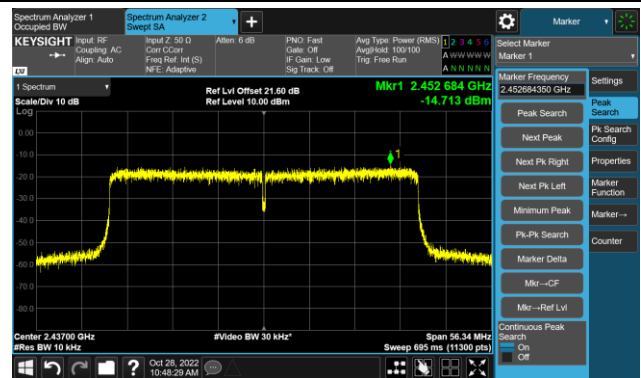 Spectrum Analyzer 1
Occupied BW
Spectrum Analyzer 2
Swept SA
Marker
KEYSIGHT
Input: RF
Coupling: AC
Align: Auto
Input Z: 50 Ω
Corr CCorr
Freq Ref: Int (S)
NFE: Adaptive
Atten: 6 dB
PNO: Fast
Gate: Off
IF Gain: Low
Sig Track: Off
Avg Type: Power (RMS)
Avg|Hold: 100/100
Trig: Free Run
1 2 3 4 5 6
A W W W W W
A N N N N N
LXI
Select Marker
Marker 1
1 Spectrum
Scale/Div 10 dB
Log
Ref Lvl Offset 21.60 dB
Ref Level 10.00 dBm
Mkr1 2.452 684 GHz
-14.713 dBm
0.00
-10.0
-20.0
-30.0
-40.0
-50.0
-60.0
-70.0
-80.0
1
Center 2.43700 GHz
#Res BW 10 kHz
#Video BW 30 kHz*
Span 56.34 MHz
Sweep 695 ms (11300 pts)
Marker Frequency
2.452684350 GHz
Peak Search
Next Peak
Next Pk Right
Next Pk Left
Minimum Peak
Pk-Pk Search
Marker Delta
Mkr→CF
Mkr→Ref Lvl
Continuous Peak
Search
On
Off
Settings
Peak
Search
Pk Search
Config
Properties
Marker
Function
Marker→
Counter
?
Oct 28, 2022
10:48:29 AM